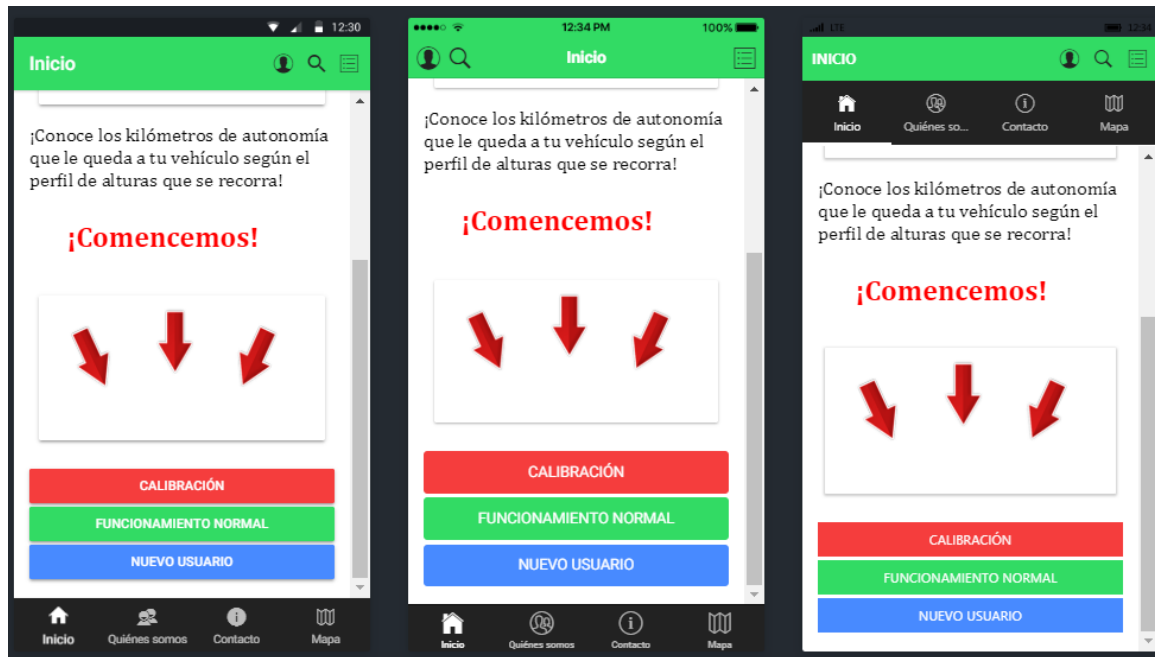 12:30
Inicio
¡Conoce los kilómetros de autonomía
que le queda a tu vehículo según el
perfil de alturas que se recorra!
¡Comencemos!
CALIBRACIÓN
FUNCIONAMIENTO NORMAL
NUEVO USUARIO
Inicio Quiénes somos Contacto Mapa
12:34 PM 100%
Inicio
¡Conoce los kilómetros de autonomía
que le queda a tu vehículo según el
perfil de alturas que se recorra!
¡Comencemos!
CALIBRACIÓN
FUNCIONAMIENTO NORMAL
NUEVO USUARIO
Inicio Quiénes somos Contacto Mapa
LTE 12:34
INICIO
Inicio Quiénes so... Contacto Mapa
¡Conoce los kilómetros de autonomía
que le queda a tu vehículo según el
perfil de alturas que se recorra!
¡Comencemos!
CALIBRACIÓN
FUNCIONAMIENTO NORMAL
NUEVO USUARIO